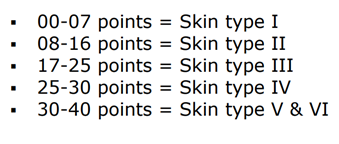 ▪ 00-07 points = Skin type I
▪ 08-16 points = Skin type II
▪ 17-25 points = Skin type III
▪ 25-30 points = Skin type IV
▪ 30-40 points = Skin type V & VI